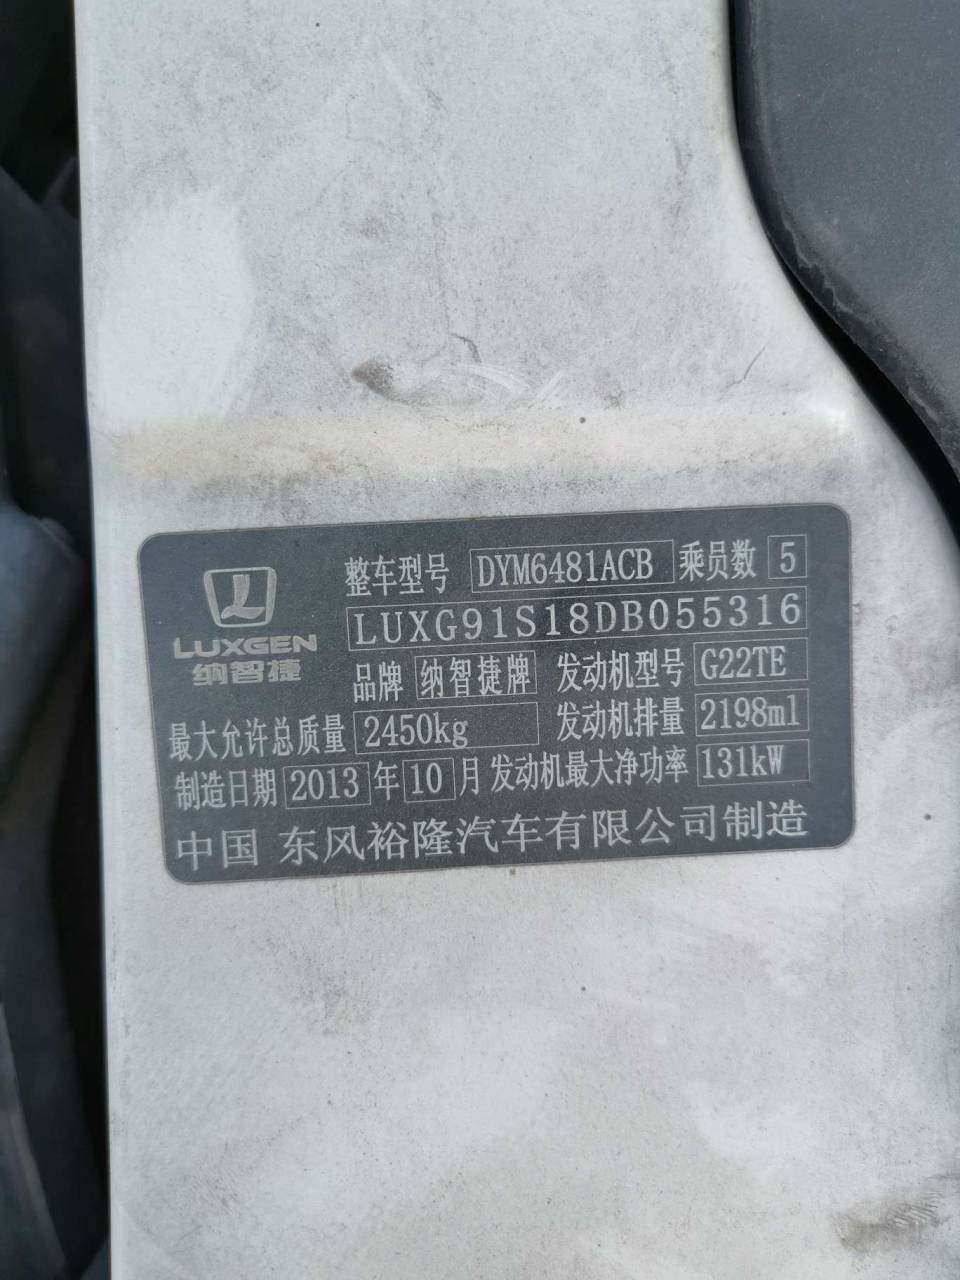 LUXGEN
纳智捷
整车型号 DYM6481ACB 乘员数 5
LUXG91S18DB055316
品牌 纳智捷牌 发动机型号 G22TE
最大允许总质量 2450kg 发动机排量 2198ml
制造日期 2013 年 10 月 发动机最大净功率 131kW
中国 东风裕隆汽车有限公司制造